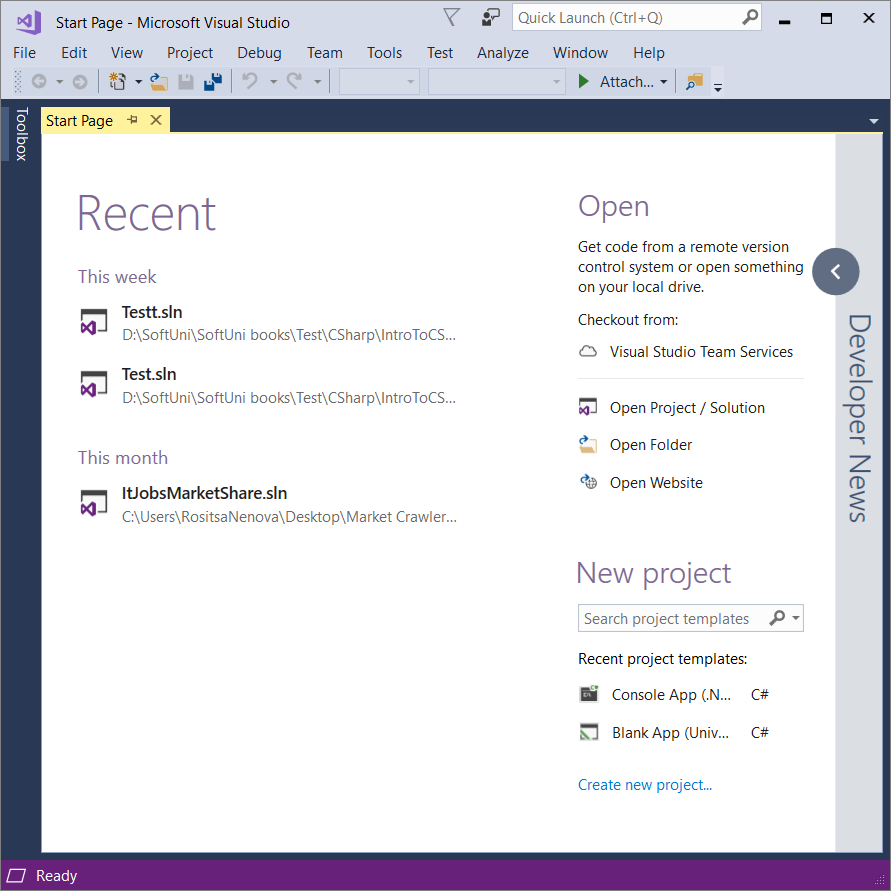 Start Page - Microsoft Visual Studio
Quick Launch (Ctrl+Q)
File Edit View Project Debug Team Tools Test Analyze Window Help
Attach...
Toolbox
Start Page
Recent
This week
Testt.sln
D:\SoftUni\SoftUni books\Test\CSharp\IntroToCS...
Test.sln
D:\SoftUni\SoftUni books\Test\CSharp\IntroToCS...
This month
ItJobsMarketShare.sln
C:\Users\RositsaNenova\Desktop\Market Crawler...
Open
Get code from a remote version
control system or open something
on your local drive.
Checkout from:
Visual Studio Team Services
Open Project / Solution
Open Folder
Open Website
New project
Search project templates
Recent project templates:
Console App (.N... C#
Blank App (Univ... C#
Create new project...
Developer News
Ready